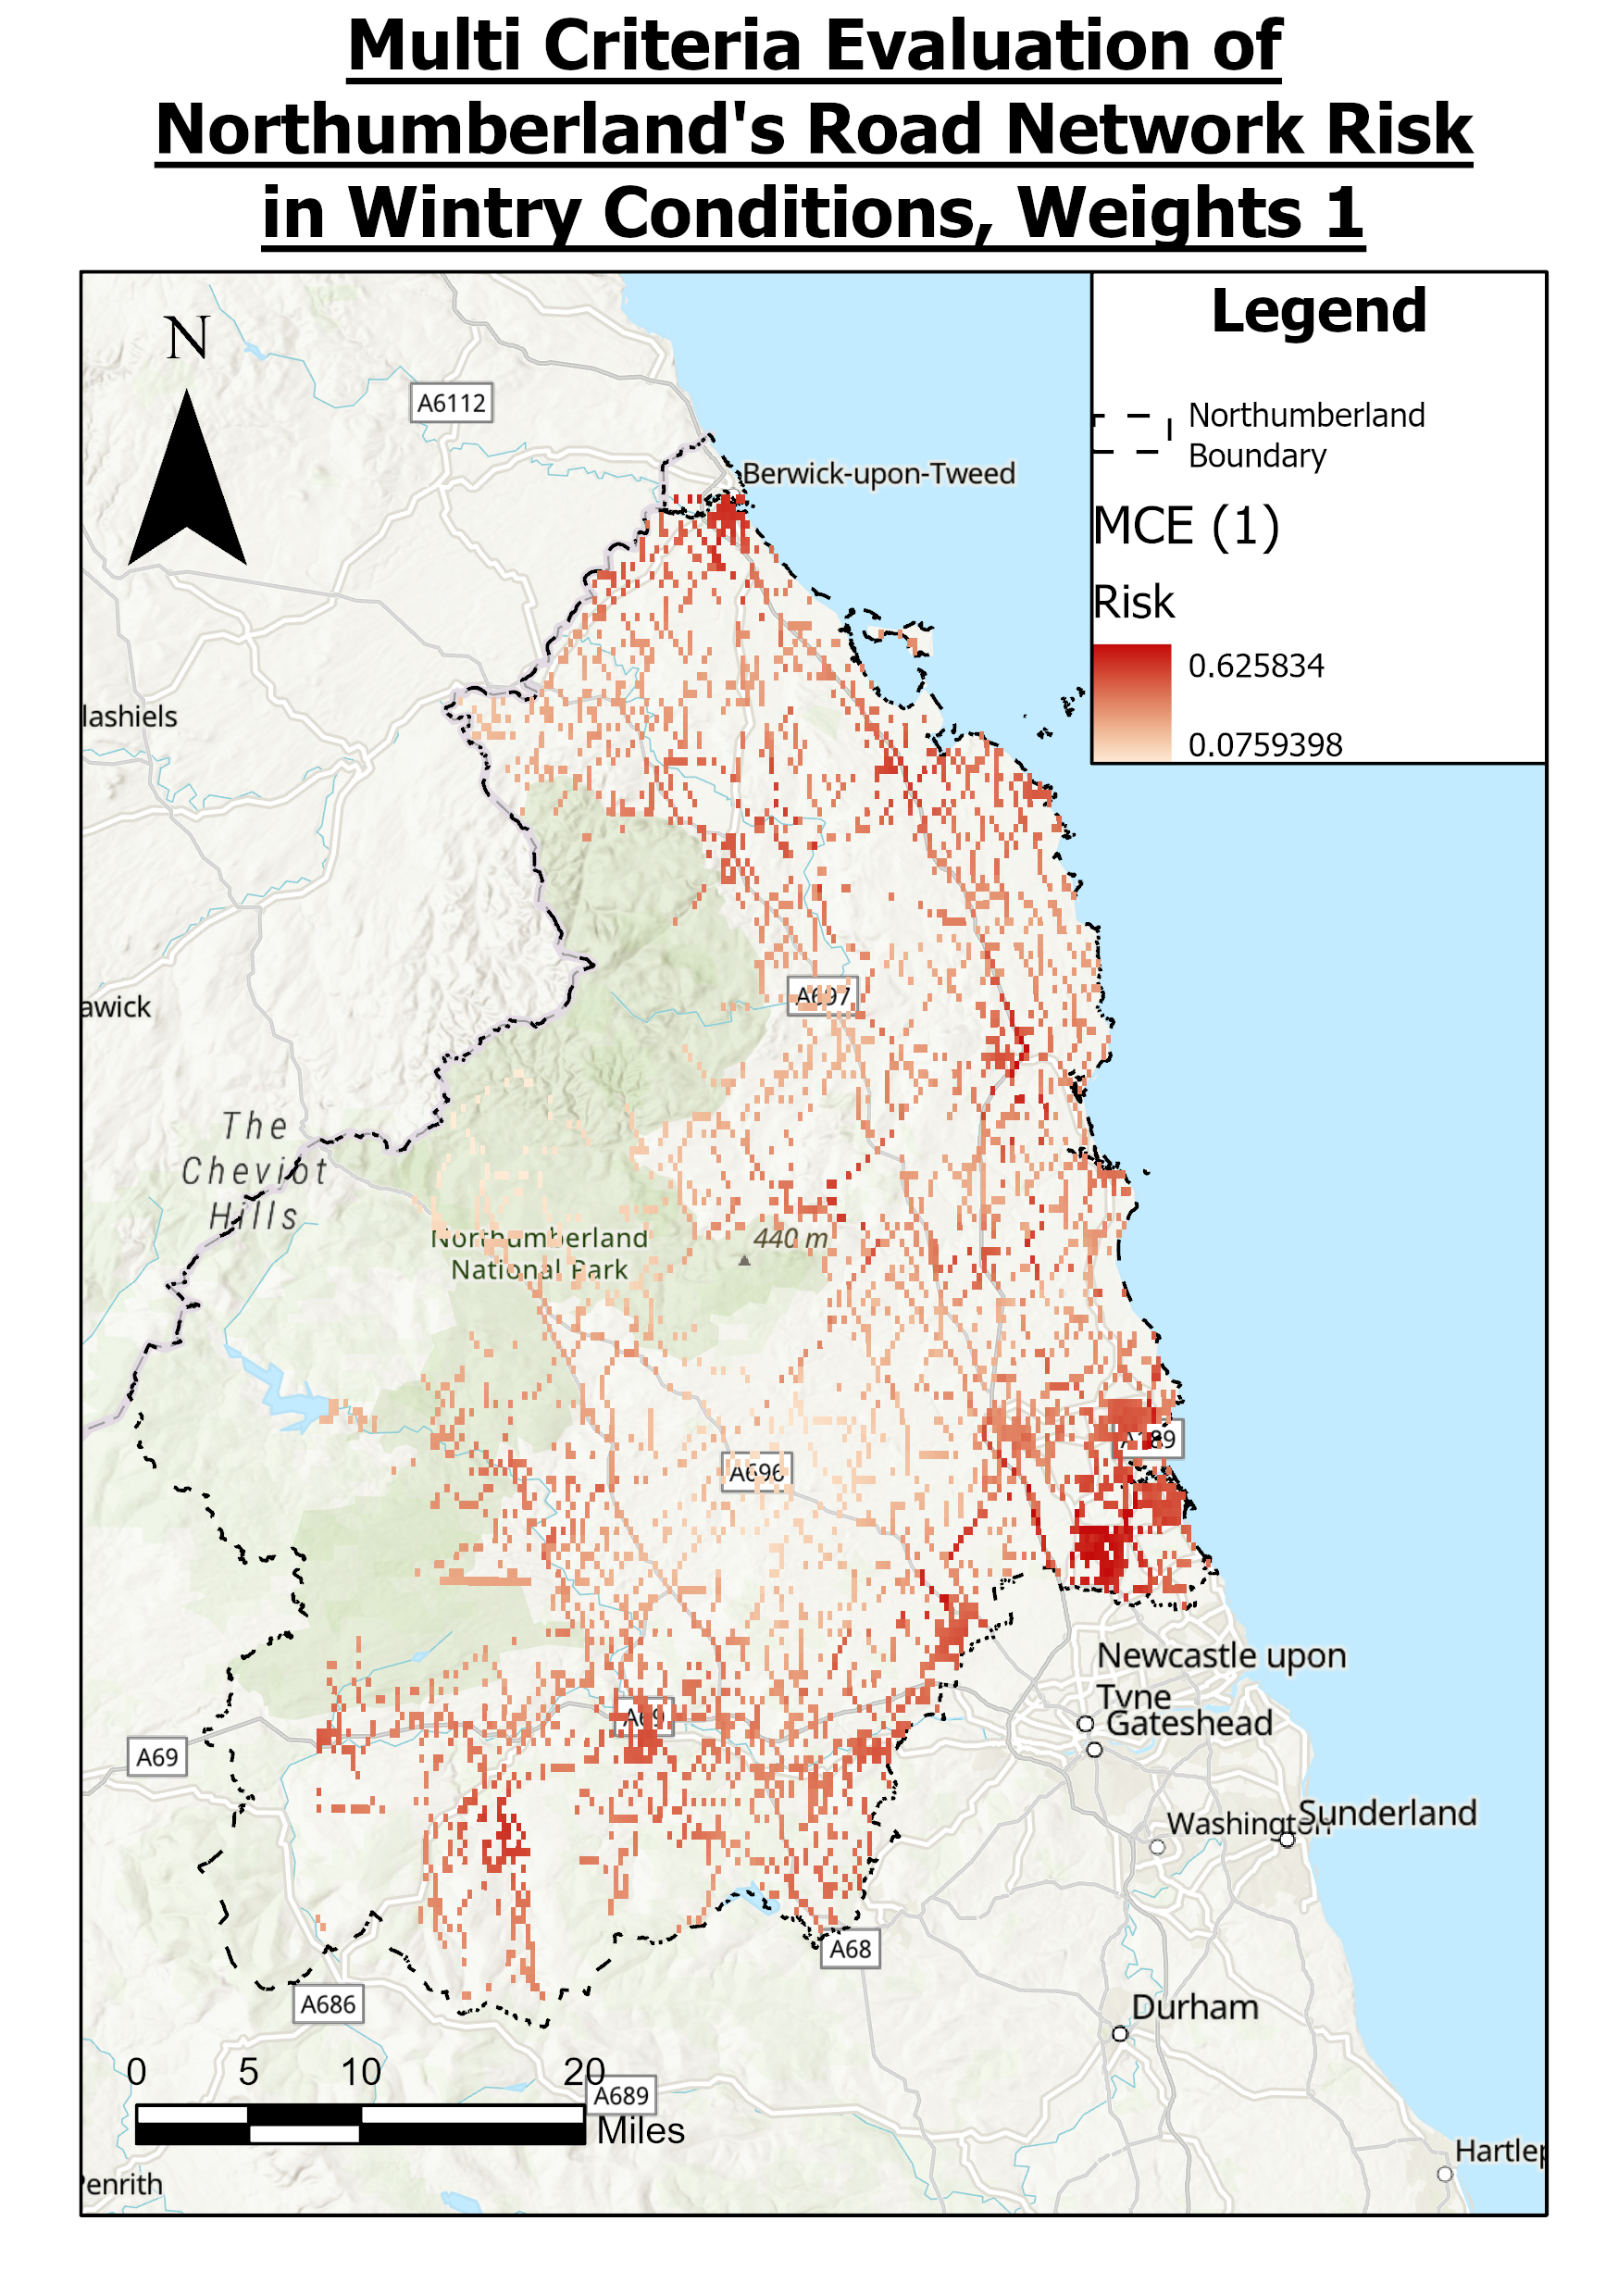 Multi Criteria Evaluation of
Northumberland's Road Network Risk
in Wintry Conditions, Weights 1
Legend
Northumberland
Boundary
MCE (1)
Risk
0.625834
0.0759398
N
A6112
Berwick-upon-Tweed
lashiels
awick
A697
The
Cheviot
Hills
Northumberland
National Park
440 m
A189
A696
Newcastle upon
Tyne
Gateshead
A69
A69
Washington
Sunderland
A68
A686
Durham
0 5 10 20
Miles
A689
Hartlep
Penrith